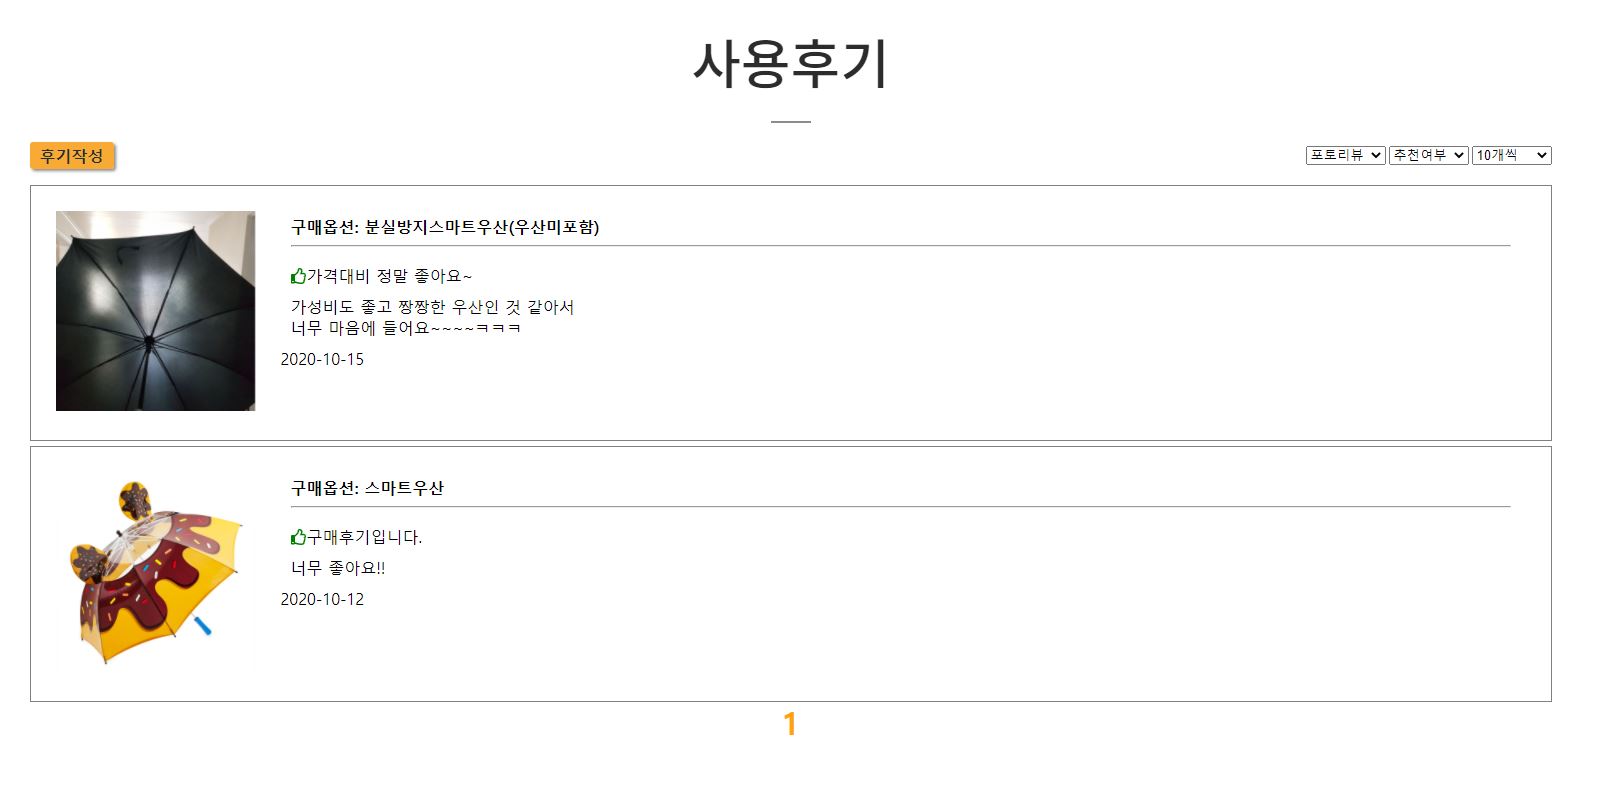 사용후기
후기작성
포토리뷰 추천여부 10개씩
구매옵션: 분실방지스마트우산(우산미포함)
가격대비 정말 좋아요~
가성비도 좋고 짱짱한 우산인 것 같아서
너무 마음에 들어요~~~~ㅋㅋㅋ
2020-10-15
구매옵션: 스마트우산
구매후기입니다.
너무 좋아요!!
2020-10-12
1